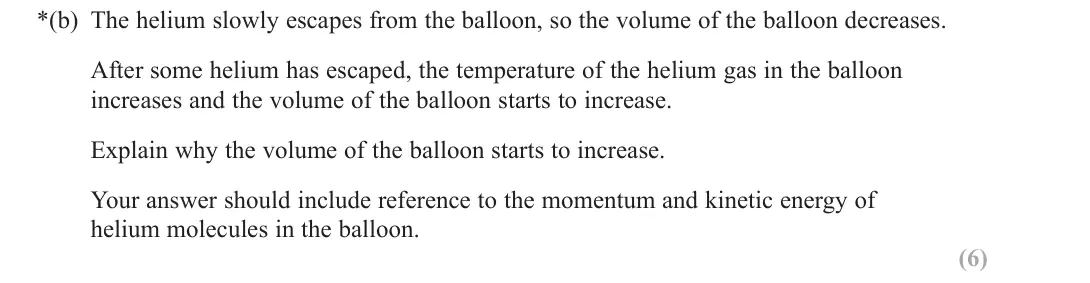 *(b) The helium slowly escapes from the balloon, so the volume of the balloon decreases.
After some helium has escaped, the temperature of the helium gas in the balloon
increases and the volume of the balloon starts to increase.
Explain why the volume of the balloon starts to increase.
Your answer should include reference to the momentum and kinetic energy of
helium molecules in the balloon.
(6)